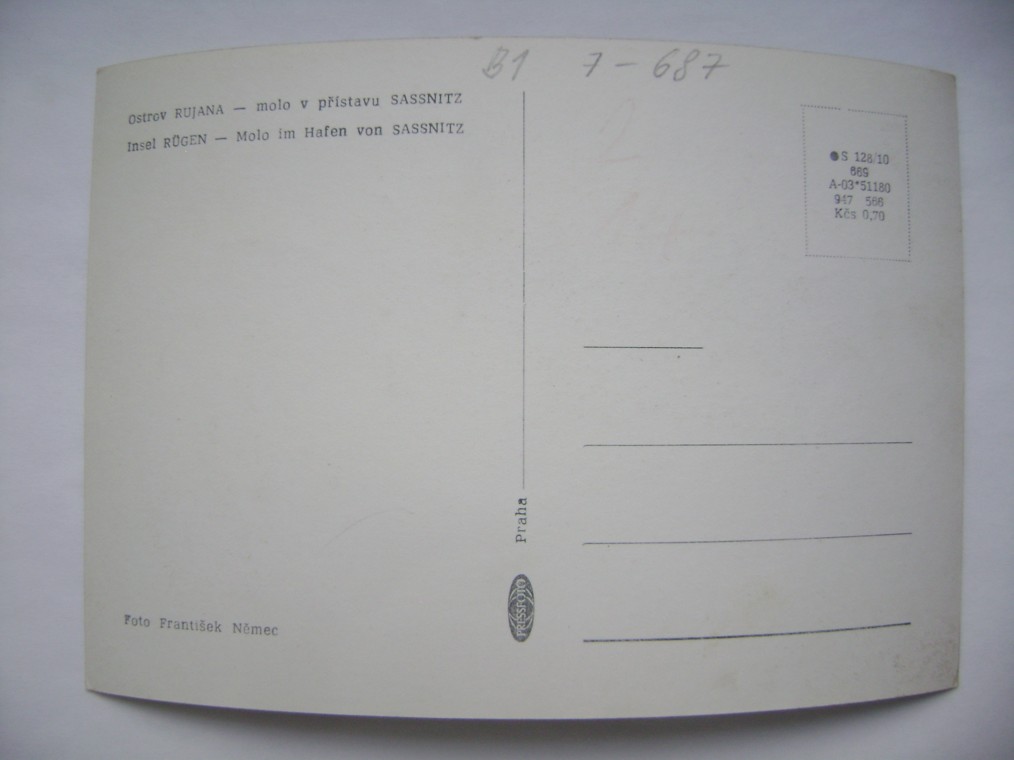 B1 7-687
Ostrov RUJANA — molo v přístavu SASSNITZ
Insel RÜGEN — Molo im Hafen von SASSNITZ
S 128/10
669
A-03*51180
947 566
Kčs 0,70
Praha
PRESSFOTO
Foto František Němec